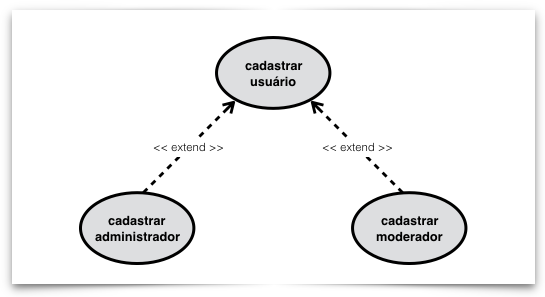 cadastrar
usuário
<< extend >>
<< extend >>
cadastrar
administrador
cadastrar
moderador